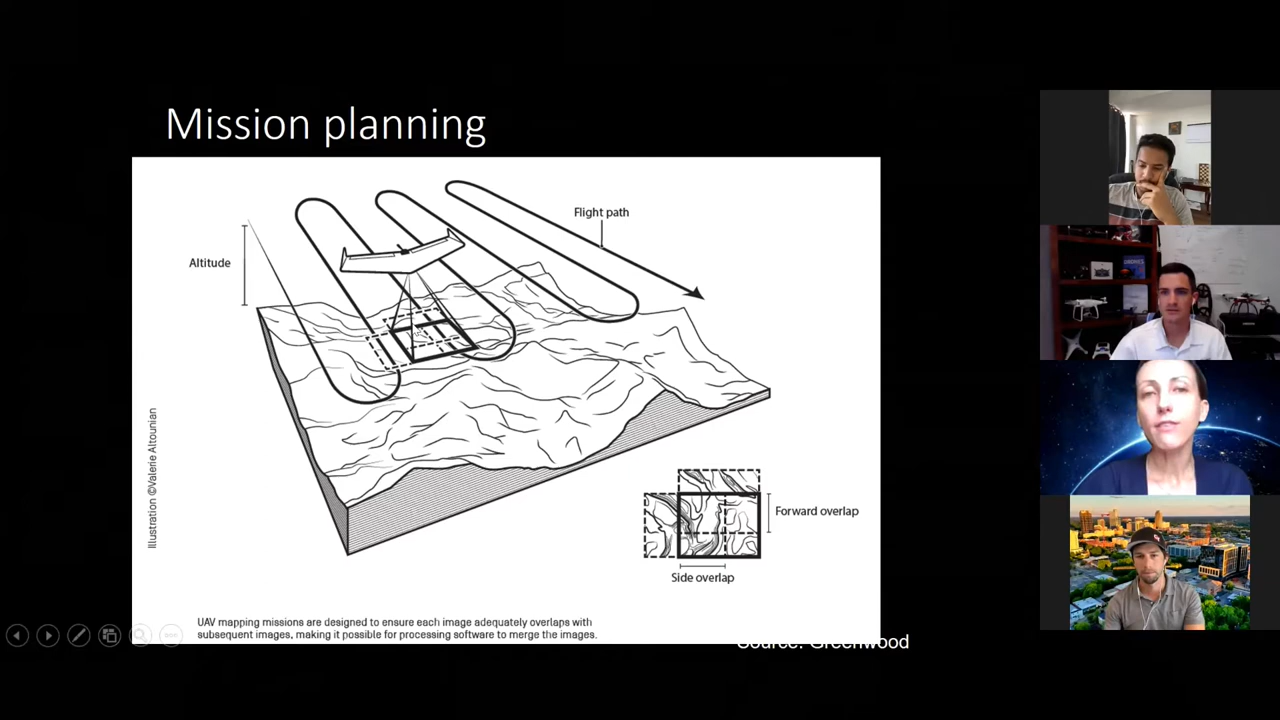 Mission planning
Flight path
Altitude
Illustration ©Valerie Altounian
Forward overlap
Side overlap
UAV mapping missions are designed to ensure each image adequately overlaps with
subsequent images, making it possible for processing software to merge the images.
Source: Greenwood